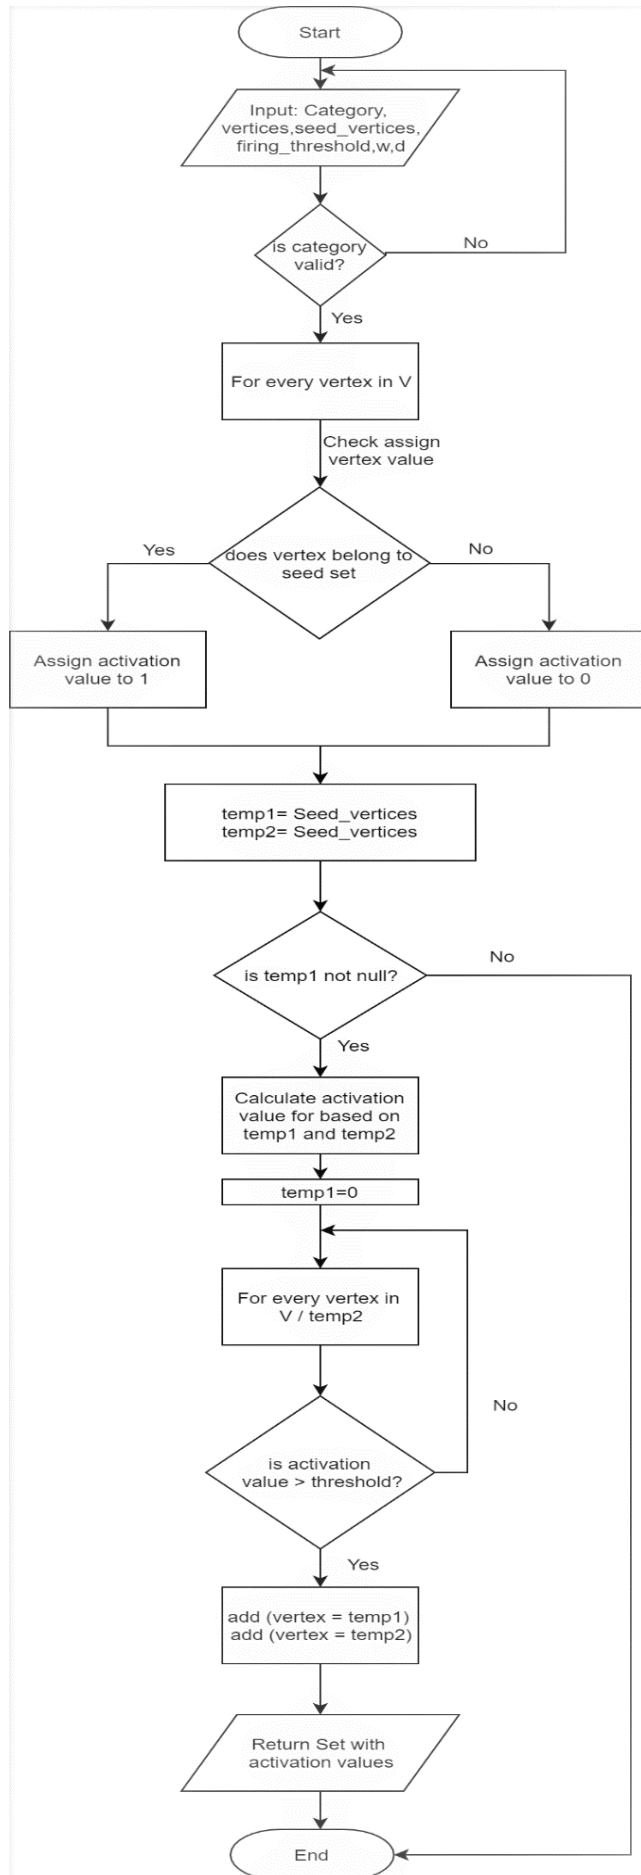 Start
Input: Category,
vertices,seed_vertices,
firing_threshold,w,d
is category
valid?
No
Yes
For every vertex in V
Check assign
vertex value
Yes
does vertex belong to
seed set
No
Assign activation
value to 1
Assign activation
value to 0
temp1= Seed_vertices
temp2= Seed_vertices
is temp1 not null?
No
Yes
Calculate activation
value for based on
temp1 and temp2
temp1=0
For every vertex in
V / temp2
No
is activation
value > threshold?
Yes
add (vertex = temp1)
add (vertex = temp2)
Return Set with
activation values
End